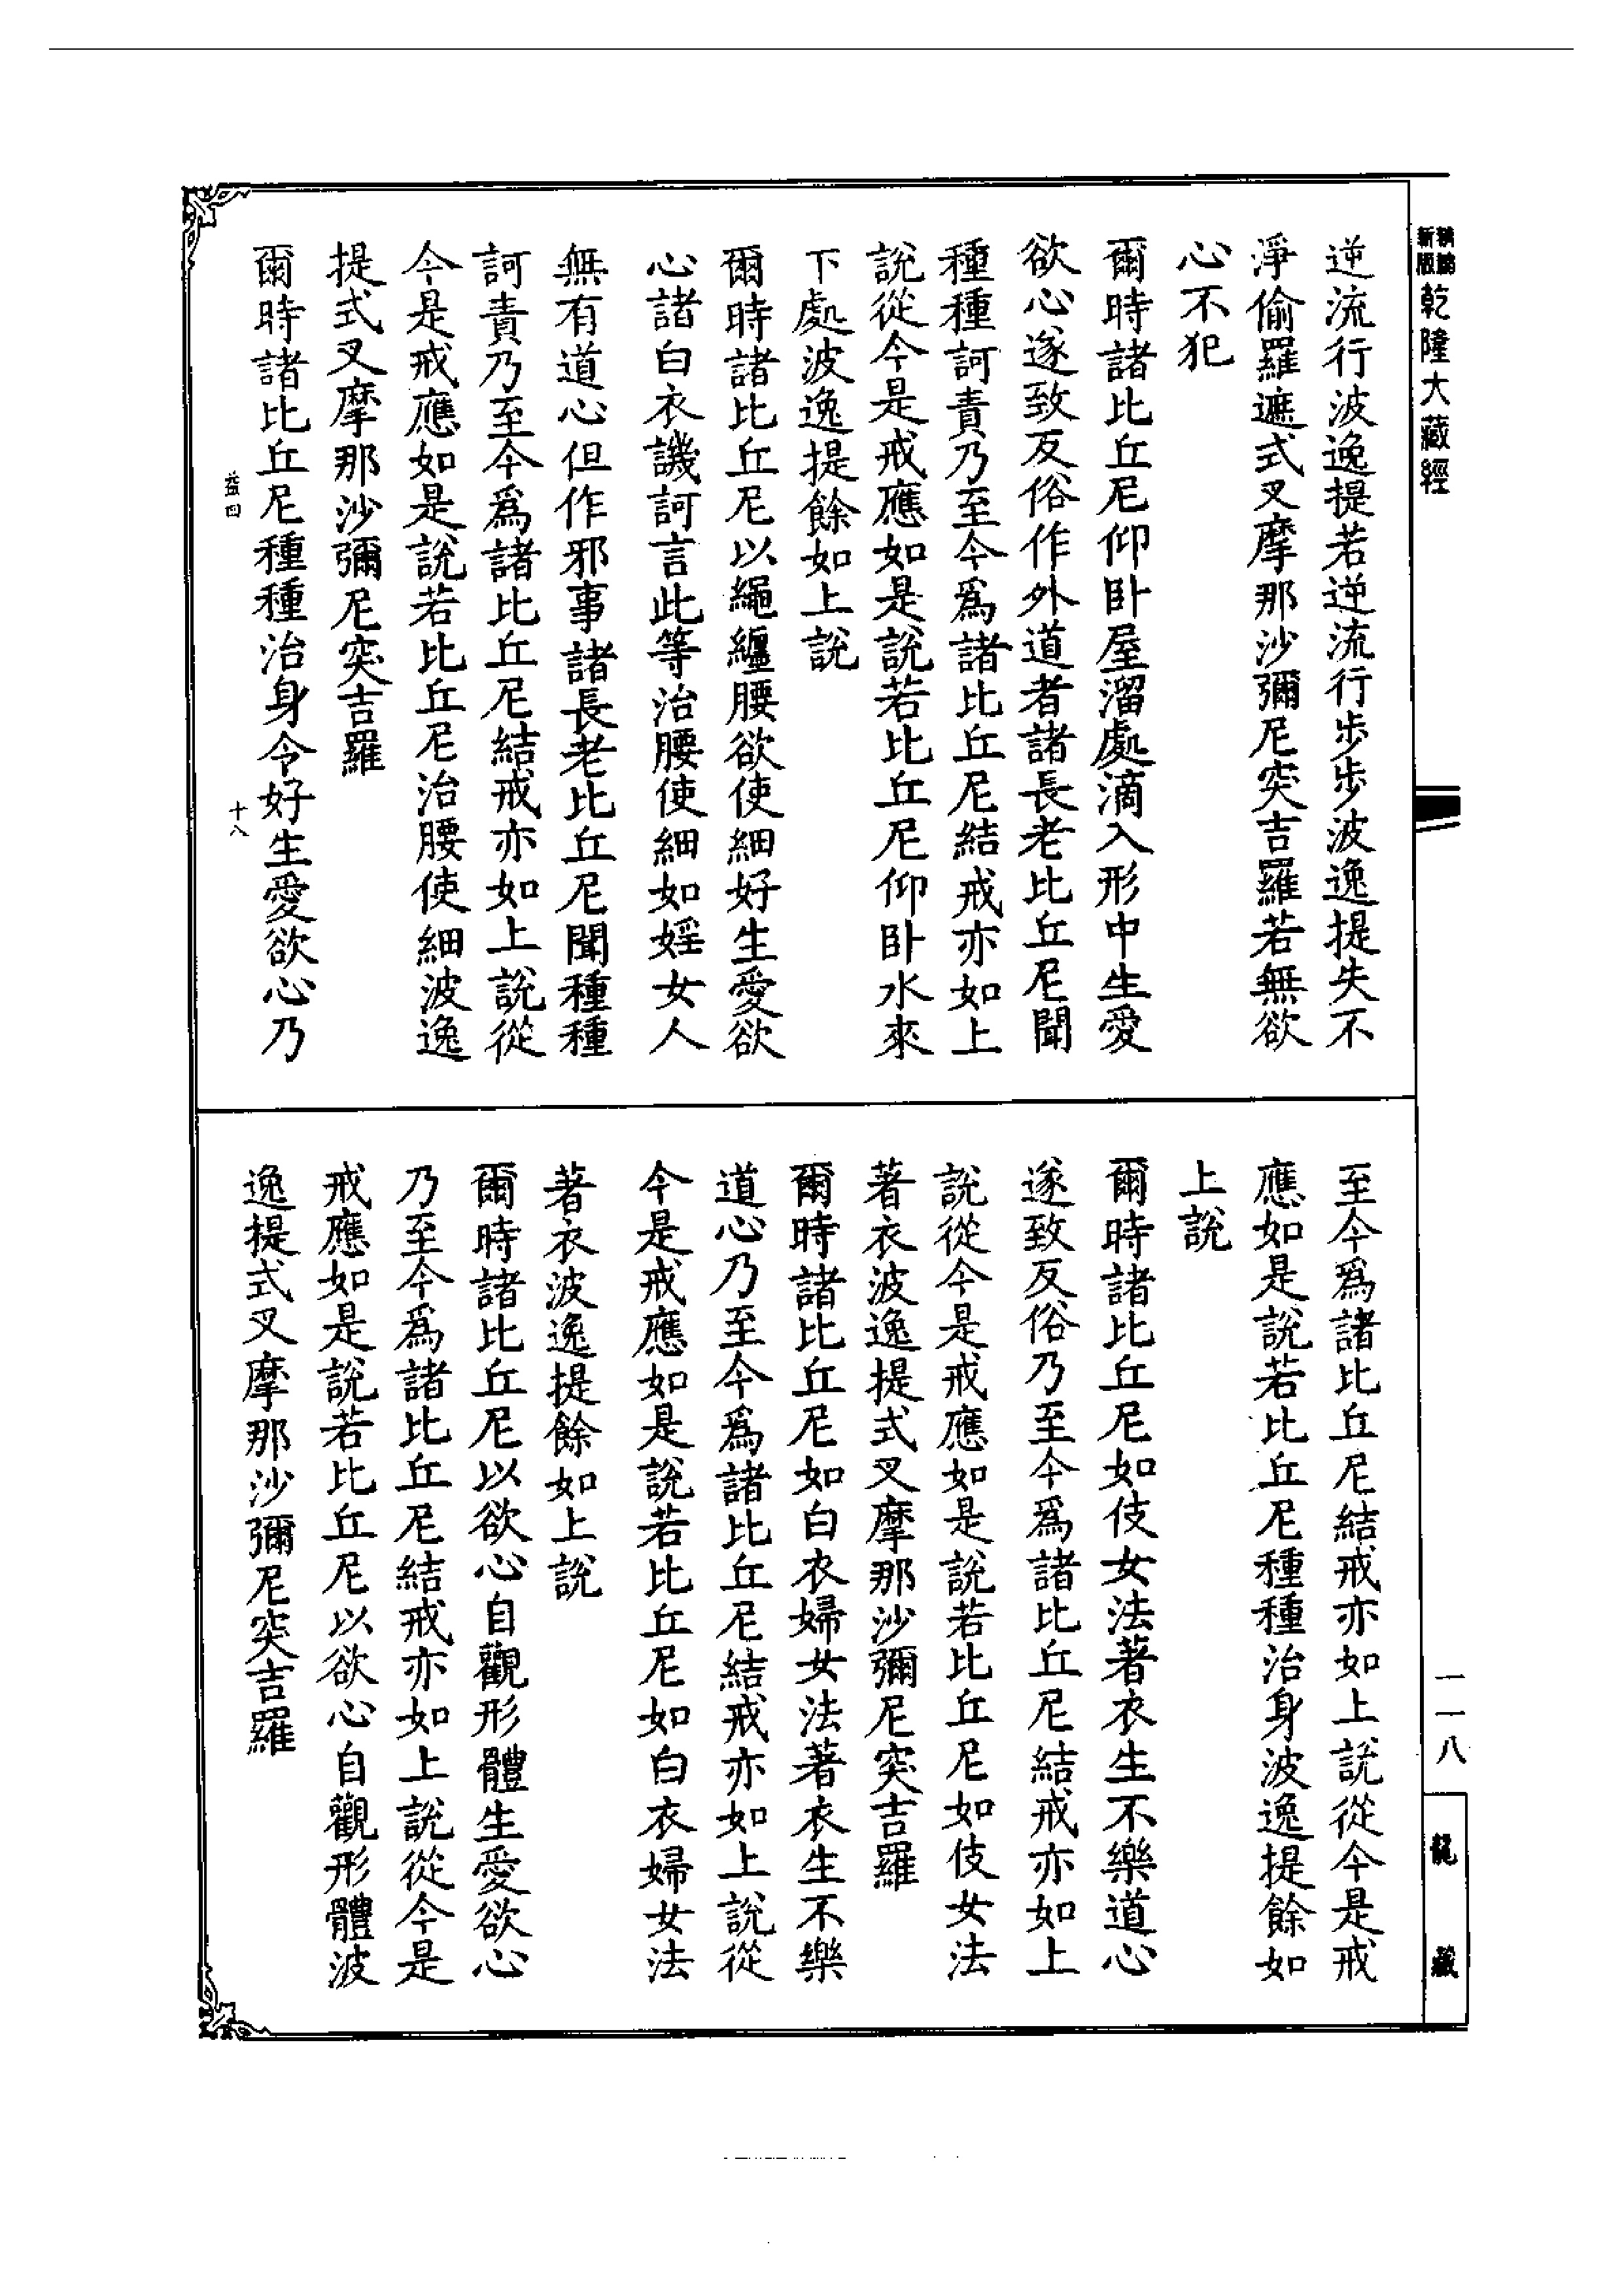 新編
新版
乾隆大藏經
逆流行波逸提若逆流行步步波逸提失不
淨偷羅遮式叉摩那沙彌尼突吉羅若無欲
心不犯
爾時諸比丘尼仰臥屋溜處滴入形中生愛
欲心遂致反俗作外道者諸長老比丘尼聞
種種訶責乃至今為諸比丘尼結戒亦如上
說從今是戒應如是說若比丘尼仰臥水來
下處波逸提餘如上說
爾時諸比丘尼以繩纏腰欲使細好生愛欲
心諸白衣譏訶言此等治腰使細如婬女人
無有道心但作邪事諸長老比丘尼聞種種
訶責乃至今為諸比丘尼結戒亦如上說從
今是戒應如是說若比丘尼治腰使細波逸
提式叉摩那沙彌尼突吉羅
爾時諸比丘尼種種治身令好生愛欲心乃
益四
十八
至今為諸比丘尼結戒亦如上說從今是戒
應如是說若比丘尼種種治身波逸提餘如
上說
爾時諸比丘尼如伎女法著衣生不樂道心
遂致反俗乃至今為諸比丘尼結戒亦如上
說從今是戒應如是說若比丘尼如伎女法
著衣波逸提式叉摩那沙彌尼突吉羅
爾時諸比丘尼如白衣婦女法著衣生不樂
道心乃至今為諸比丘尼結戒亦如上說從
今是戒應如是說若比丘尼如白衣婦女法
著衣波逸提餘如上說
爾時諸比丘尼以欲心自觀形體生愛欲心
乃至今為諸比丘尼結戒亦如上說從今是
戒應如是說若比丘尼以欲心自觀形體波
逸提式叉摩那沙彌尼突吉羅
一一八
龍藏